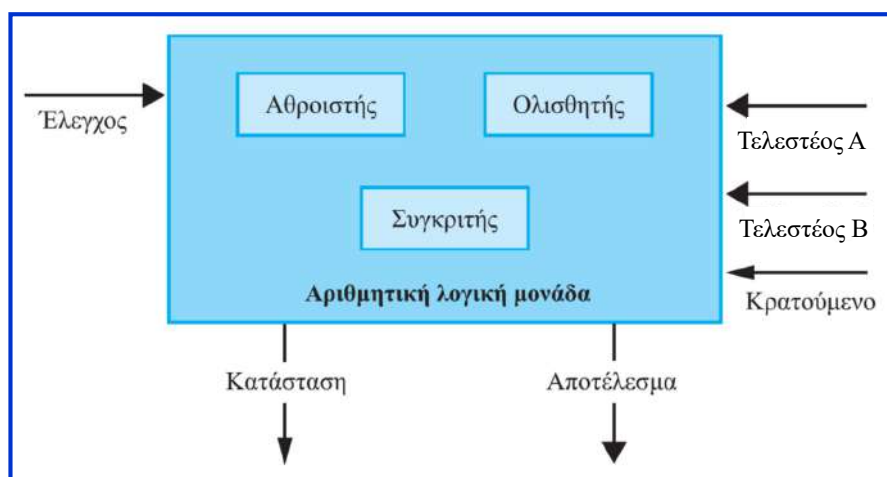 Αθροιστής
Ολισθητής
Έλεγχος
Τελεστέος Α
Συγκριτής
Τελεστέος Β
Αριθμητική λογική μονάδα
Κρατούμενο
Κατάσταση
Αποτέλεσμα